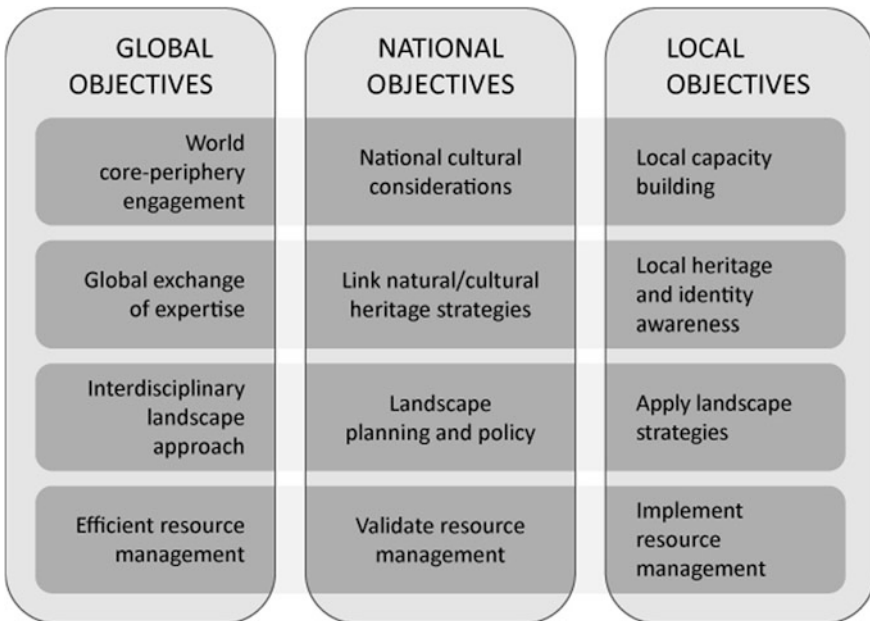 GLOBAL
OBJECTIVES
World
core-periphery
engagement
Global exchange
of expertise
Interdisciplinary
landscape
approach
Efficient resource
management
NATIONAL
OBJECTIVES
National cultural
considerations
Link natural/cultural
heritage strategies
Landscape
planning and policy
Validate resource
management
LOCAL
OBJECTIVES
Local capacity
building
Local heritage
and identity
awareness
Apply landscape
strategies
Implement
resource
management